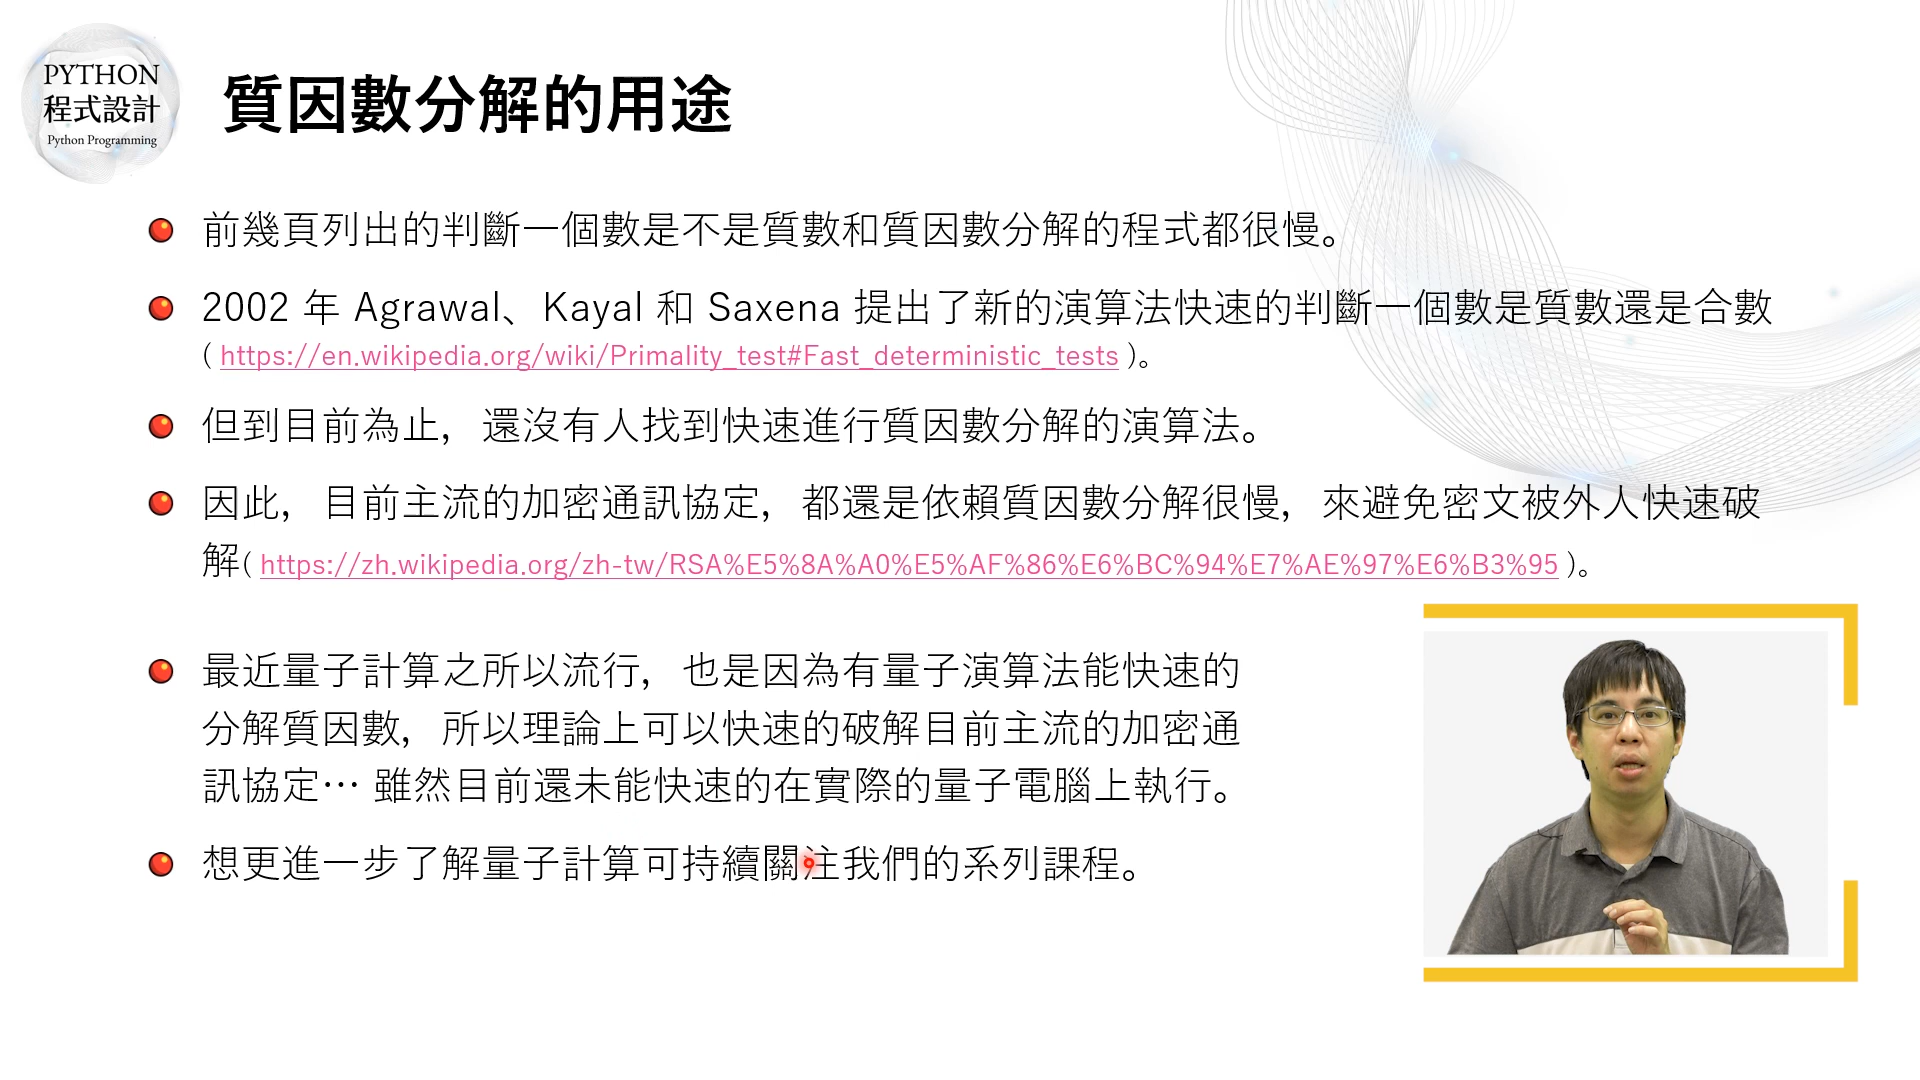 PYTHON
程式設計
Python Programming
質因數分解的用途
前幾頁列出的判斷一個數是不是質數和質因數分解的程式都很慢。
2002 年 Agrawal、Kayal 和 Saxena 提出了新的演算法快速的判斷一個數是質數還是合數
( https://en.wikipedia.org/wiki/Primality_test#Fast_deterministic_tests )。
但到目前為止，還沒有人找到快速進行質因數分解的演算法。
因此，目前主流的加密通訊協定，都還是依賴質因數分解很慢，來避免密文被外人快速破
解( https://zh.wikipedia.org/zh-tw/RSA%E5%8A%A0%E5%AF%86%E6%BC%94%E7%AE%97%E6%B3%95 )。
最近量子計算之所以流行，也是因為有量子演算法能快速的
分解質因數，所以理論上可以快速的破解目前主流的加密通
訊協定… 雖然目前還未能快速的在實際的量子電腦上執行。
想更進一步了解量子計算可持續關注我們的系列課程。